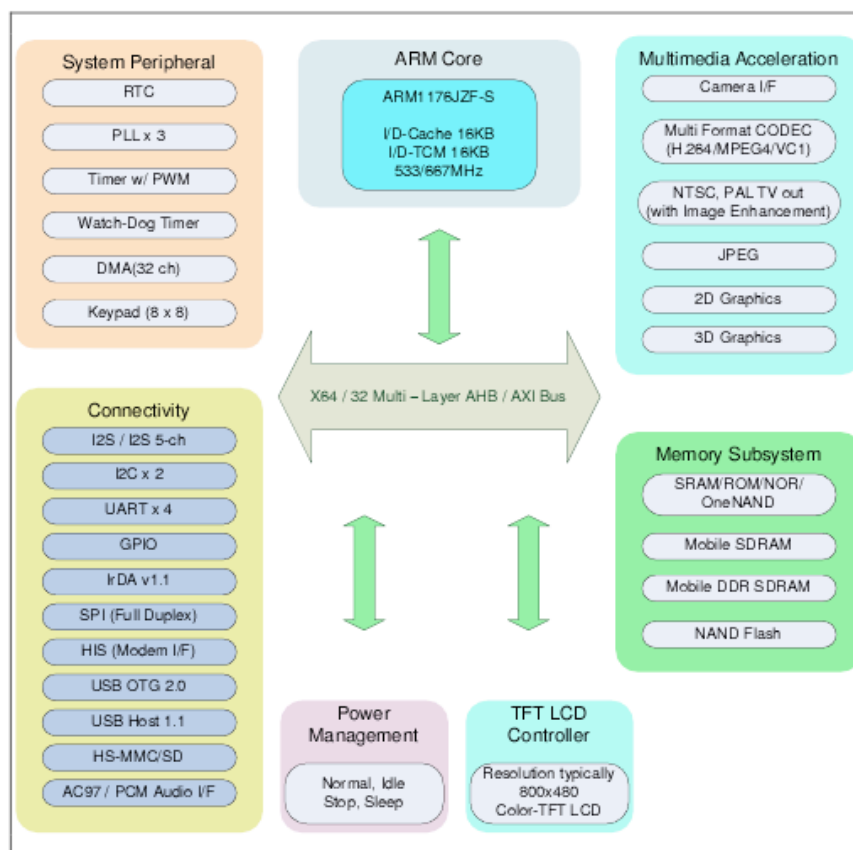 System Peripheral
RTC
PLL x 3
Timer w/ PWM
Watch-Dog Timer
DMA(32 ch)
Keypad (8 x 8)
ARM Core
ARM1176JZF-S
I/D-Cache 16KB
I/D-TCM 16KB
533/667MHz
Multimedia Acceleration
Camera I/F
Multi Format CODEC
(H.264/MPEG4/VC1)
NTSC, PAL TV out
(with Image Enhancement)
JPEG
2D Graphics
3D Graphics
X64 / 32 Multi – Layer AHB / AXI Bus
Connectivity
I2S / I2S 5-ch
I2C x 2
UART x 4
GPIO
IrDA v1.1
SPI (Full Duplex)
HIS (Modem I/F)
USB OTG 2.0
USB Host 1.1
HS-MMC/SD
AC97 / PCM Audio I/F
Memory Subsystem
SRAM/ROM/NOR/
OneNAND
Mobile SDRAM
Mobile DDR SDRAM
NAND Flash
Power
Management
Normal, Idle
Stop, Sleep
TFT LCD
Controller
Resolution typically
800x480
Color-TFT LCD